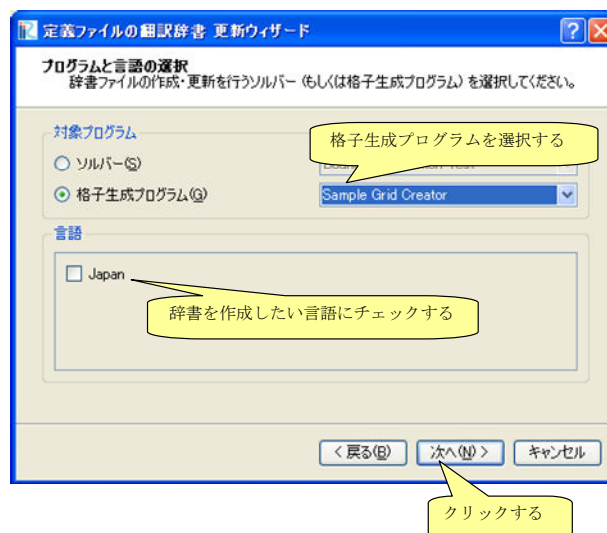 定義ファイルの翻訳辞書 更新ウィザード
プログラムと言語の選択
辞書ファイルの作成・更新を行うソルバー (もしくは格子生成プログラム) を選択してください。
対象プログラム
格子生成プログラムを選択する
ソルバー(S)
格子生成プログラム(G)
Sample Grid Creator
言語
Japan
辞書を作成したい言語にチェックする
< 戻る(B)
次へ(N) >
キャンセル
クリックする